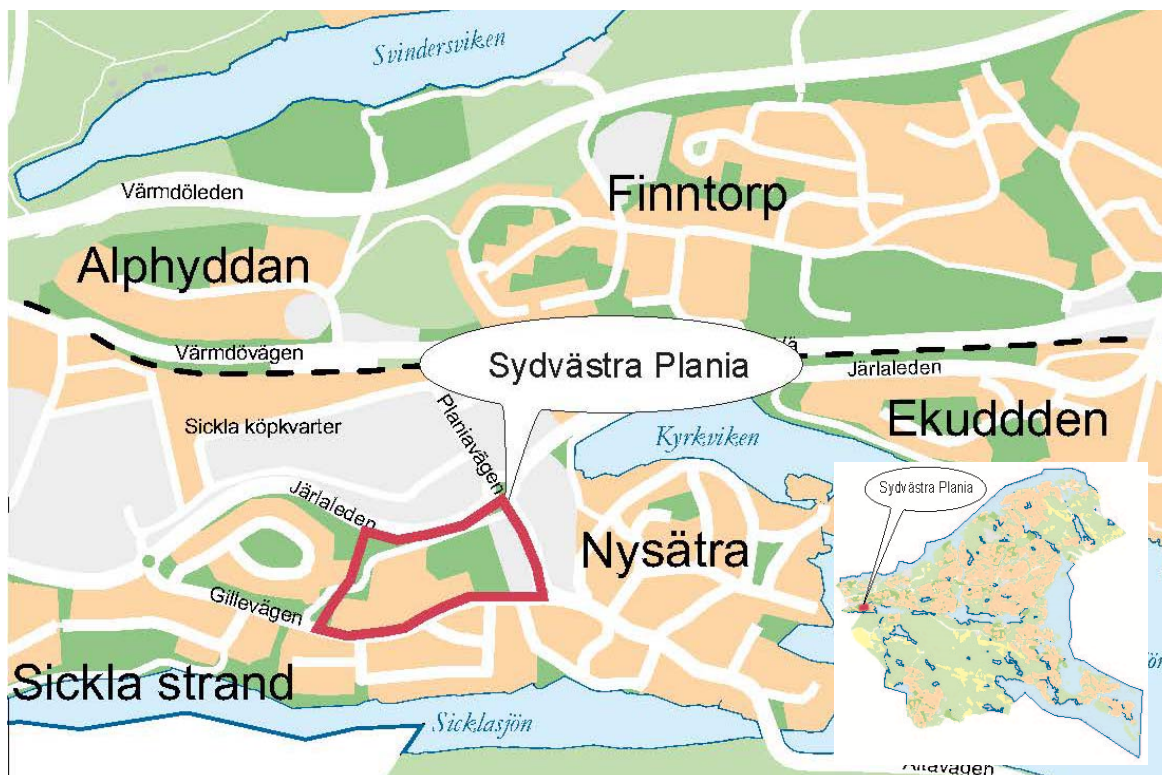 Svindersviken
Värmdöleden
Finntorp
Alphyddan
Värmdövägen
Sydvästra Plania
Järlaleden
Sickla köpkvarter
Planiavägen
Kyrkviken
Ekuddden
Järlaleden
Sydvästra Plania
Nysätra
Gillevägen
Sickla strand
Sicklasjön